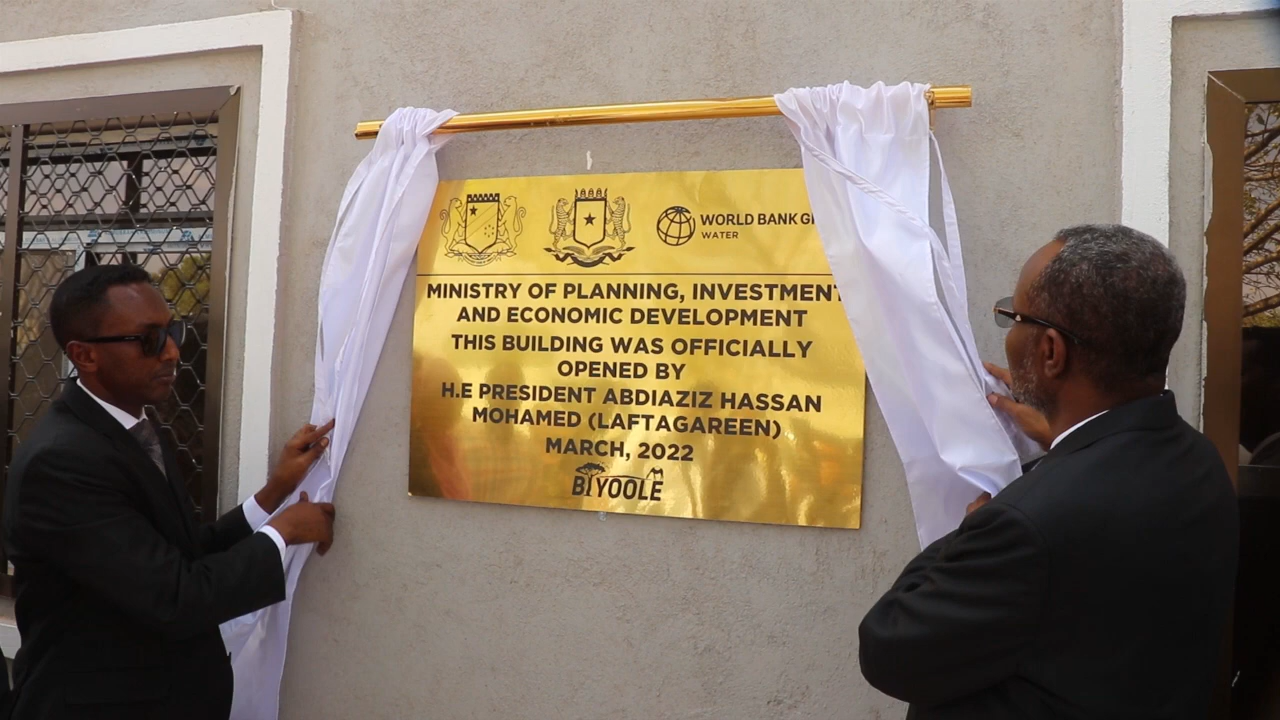 WORLD BANK
WATER
MINISTRY OF PLANNING, INVESTMENT
AND ECONOMIC DEVELOPMENT
THIS BUILDING WAS OFFICIALLY
OPENED BY
H.E PRESIDENT ABDIAZIZ HASSAN
MOHAMED (LAFTAGAREEN)
MARCH, 2022
BIYOOLE